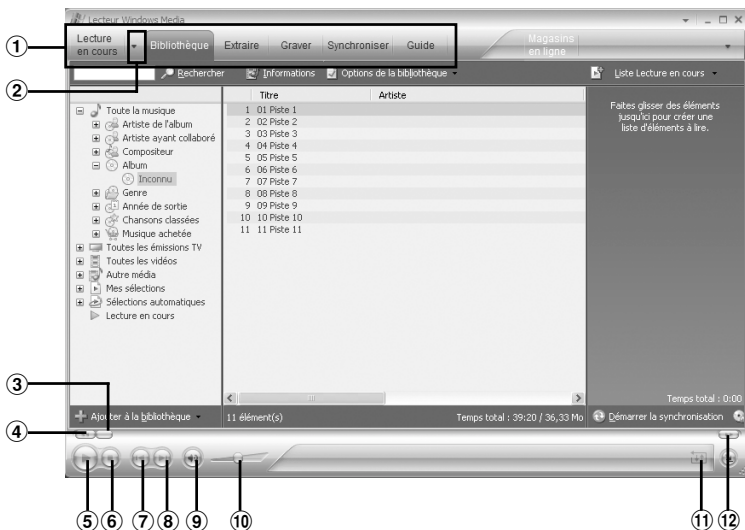 Lecteur Windows Media
①
Lecture en cours
Bibliothèque
Extraire
Graver
Synchroniser
Guide
Magasins en ligne
②
Rechercher
Informations
Options de la bibliothèque
Liste Lecture en cours
Titre
Artiste
Toute la musique
Artiste de l'album
Artiste ayant collaboré
Compositeur
Album
Inconnu
Genre
Année de sortie
Chansons classées
Musique achetée
Toutes les émissions TV
Toutes les vidéos
Autre média
Mes sélections
Sélections automatiques
Lecture en cours
1 01 Piste 1
2 02 Piste 2
3 03 Piste 3
4 04 Piste 4
5 05 Piste 5
6 06 Piste 6
7 07 Piste 7
8 08 Piste 8
9 09 Piste 9
10 10 Piste 10
11 11 Piste 11
Faites glisser des éléments
jusqu'ici pour créer une
liste d'éléments à lire.
Temps total : 0:00
③
Ajouter à la bibliothèque
11 élément(s)
Temps total : 39:20 / 36,33 Mo
Démarrer la synchronisation
④
⑤ ⑥ ⑦ ⑧ ⑨ ⑩ ⑪ ⑫